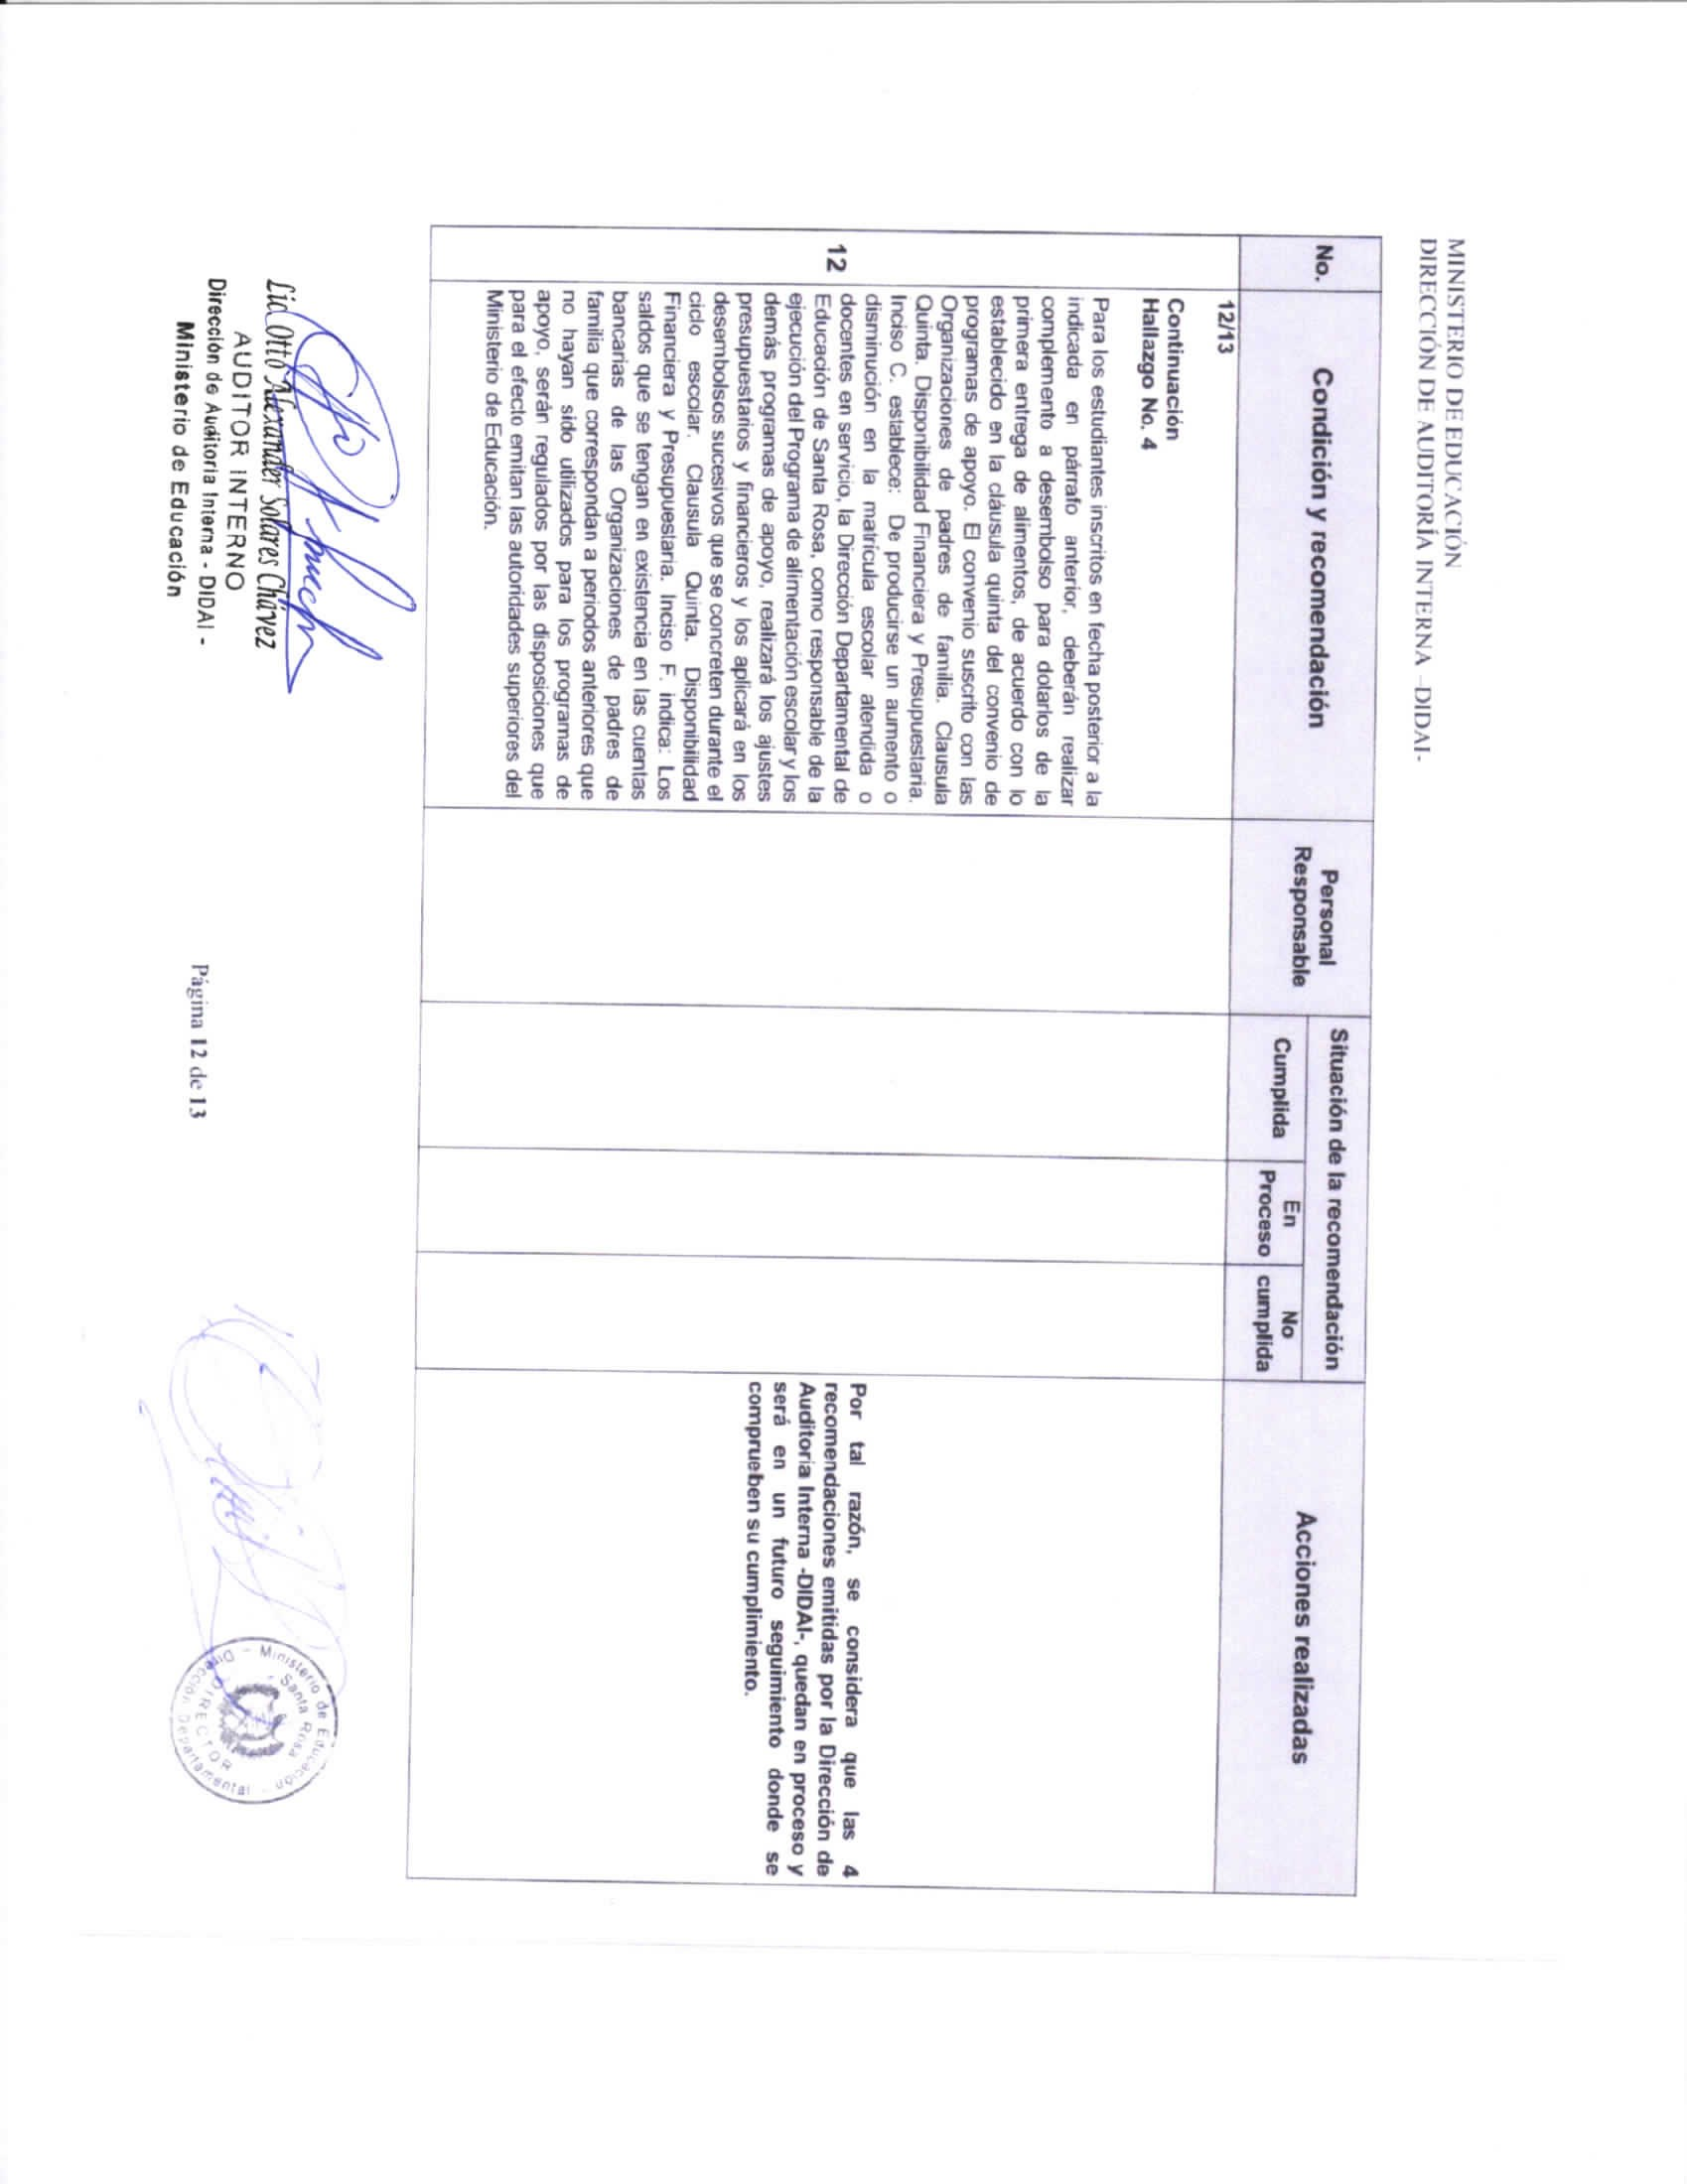 MINISTERIO DE EDUCACIÓN
DIRECCIÓN DE AUDITORÍA INTERNA –DIDAI-
No.
Condición y recomendación
Personal
Responsable
Situación de la recomendación
Cumplida
En
Proceso
No
cumplida
Acciones realizadas
12/13
Continuación
Hallazgo No. 4
12
Para los estudiantes inscritos en fecha posterior a la
indicada en párrafo anterior, deberán realizar
complemento a desembolso para dotarlos de la
primera entrega de alimentos, de acuerdo con lo
establecido en la cláusula quinta del convenio de
programas de apoyo. El convenio suscrito con las
Organizaciones de padres de familia. Clausula
Quinta. Disponibilidad Financiera y Presupuestaria.
Inciso C. establece: De producirse un aumento o
disminución en la matrícula escolar atendida o
docentes en servicio, la Dirección Departamental de
Educación de Santa Rosa, como responsable de la
ejecución del Programa de alimentación escolar y los
demás programas de apoyo, realizará los ajustes
presupuestarios y financieros y los aplicará en los
desembolsos sucesivos que se concreten durante el
ciclo escolar. Clausula Quinta. Disponibilidad
Financiera y Presupuestaria. Inciso F. indica: Los
saldos que se tengan en existencia en las cuentas
bancarias de las Organizaciones de padres de
familia que correspondan a periodos anteriores que
no hayan sido utilizados para los programas de
apoyo, serán regulados por las disposiciones que
para el efecto emitan las autoridades superiores del
Ministerio de Educación.
Por tal razón, se considera que las 4
recomendaciones emitidas por la Dirección de
Auditoria Interna -DIDAI-, quedan en proceso y
será en un futuro seguimiento donde se
comprueben su cumplimiento.
Lic. Otto Alexander Solares Chávez
AUDITOR INTERNO
Dirección de Auditoria Interna - DIDAI -
Ministerio de Educación
Página 12 de 13
Ministerio de Educación
Santa Rosa
DIRECTOR
Dirección Departamental